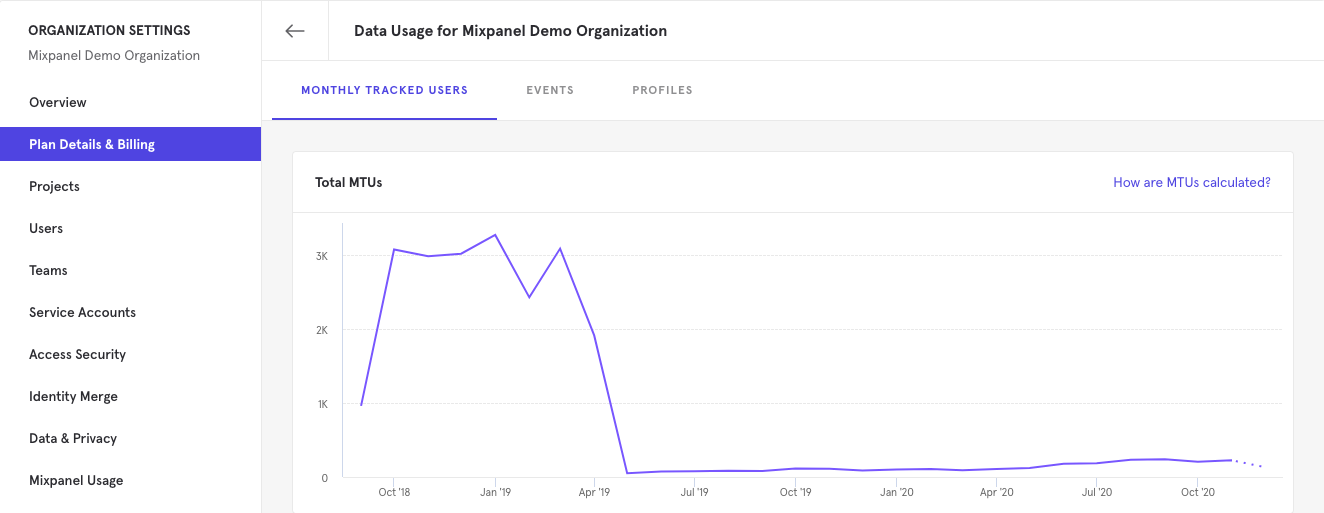 ORGANIZATION SETTINGS
Mixpanel Demo Organization
Overview
Plan Details & Billing
Projects
Users
Teams
Service Accounts
Access Security
Identity Merge
Data & Privacy
Mixpanel Usage
Data Usage for Mixpanel Demo Organization
MONTHLY TRACKED USERS EVENTS PROFILES
Total MTUs How are MTUs calculated?
3K
2K
1K
0
Oct '18 Jan '19 Apr '19 Jul '19 Oct '19 Jan '20 Apr '20 Jul '20 Oct '20